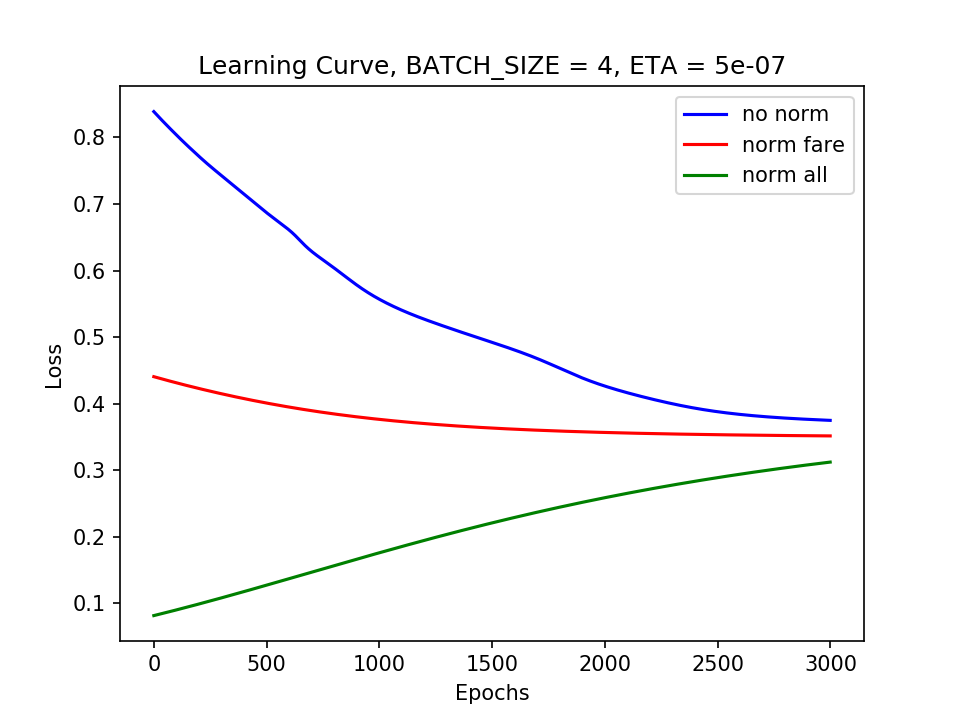 Learning Curve, BATCH_SIZE = 4, ETA = 5e-07
no norm
norm fare
norm all
Loss
0.8
0.7
0.6
0.5
0.4
0.3
0.2
0.1
0 500 1000 1500 2000 2500 3000
Epochs